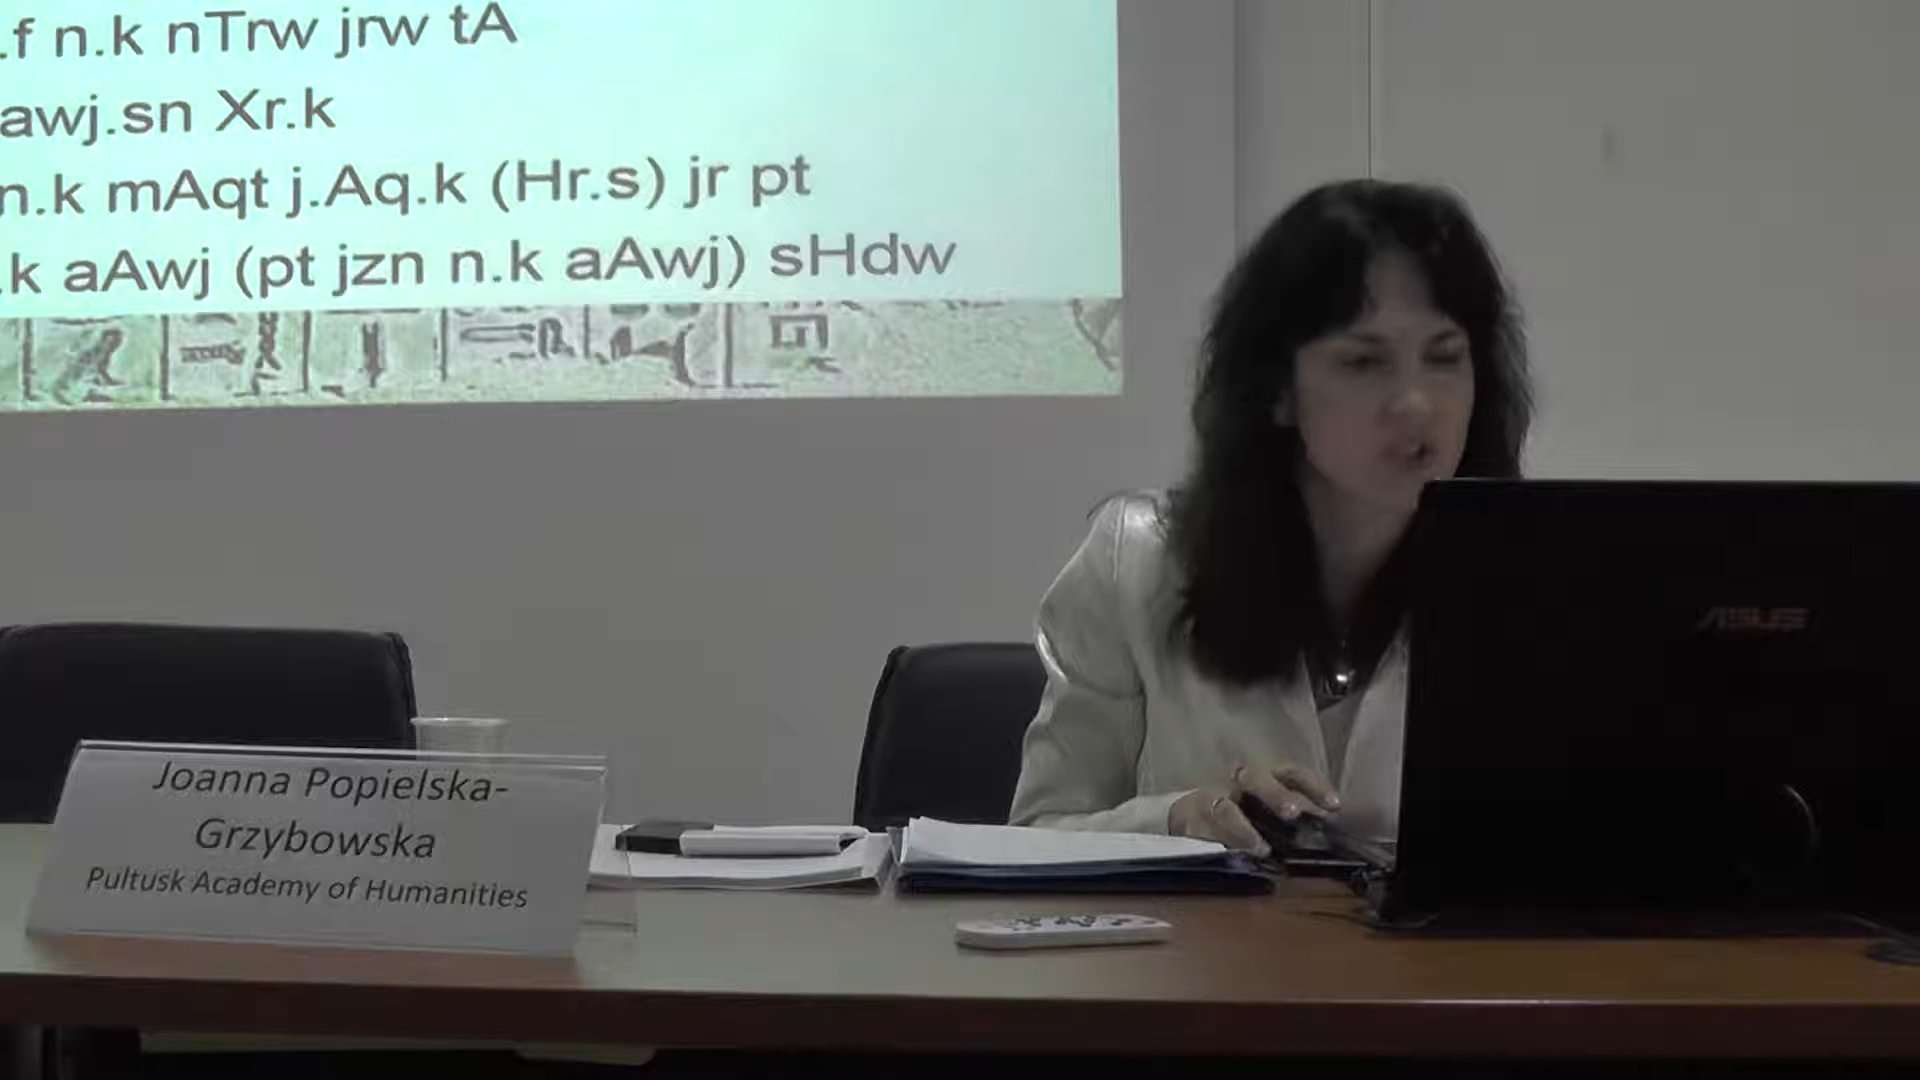 .f n.k nTrw jrw tA
awj.sn Xr.k
n.k mAqt j.Aq.k (Hr.s) jr pt
.k aAwj (pt jzn n.k aAwj) sHdw
ASUS
Joanna Popielska-
Grzybowska
Pultusk Academy of Humanities